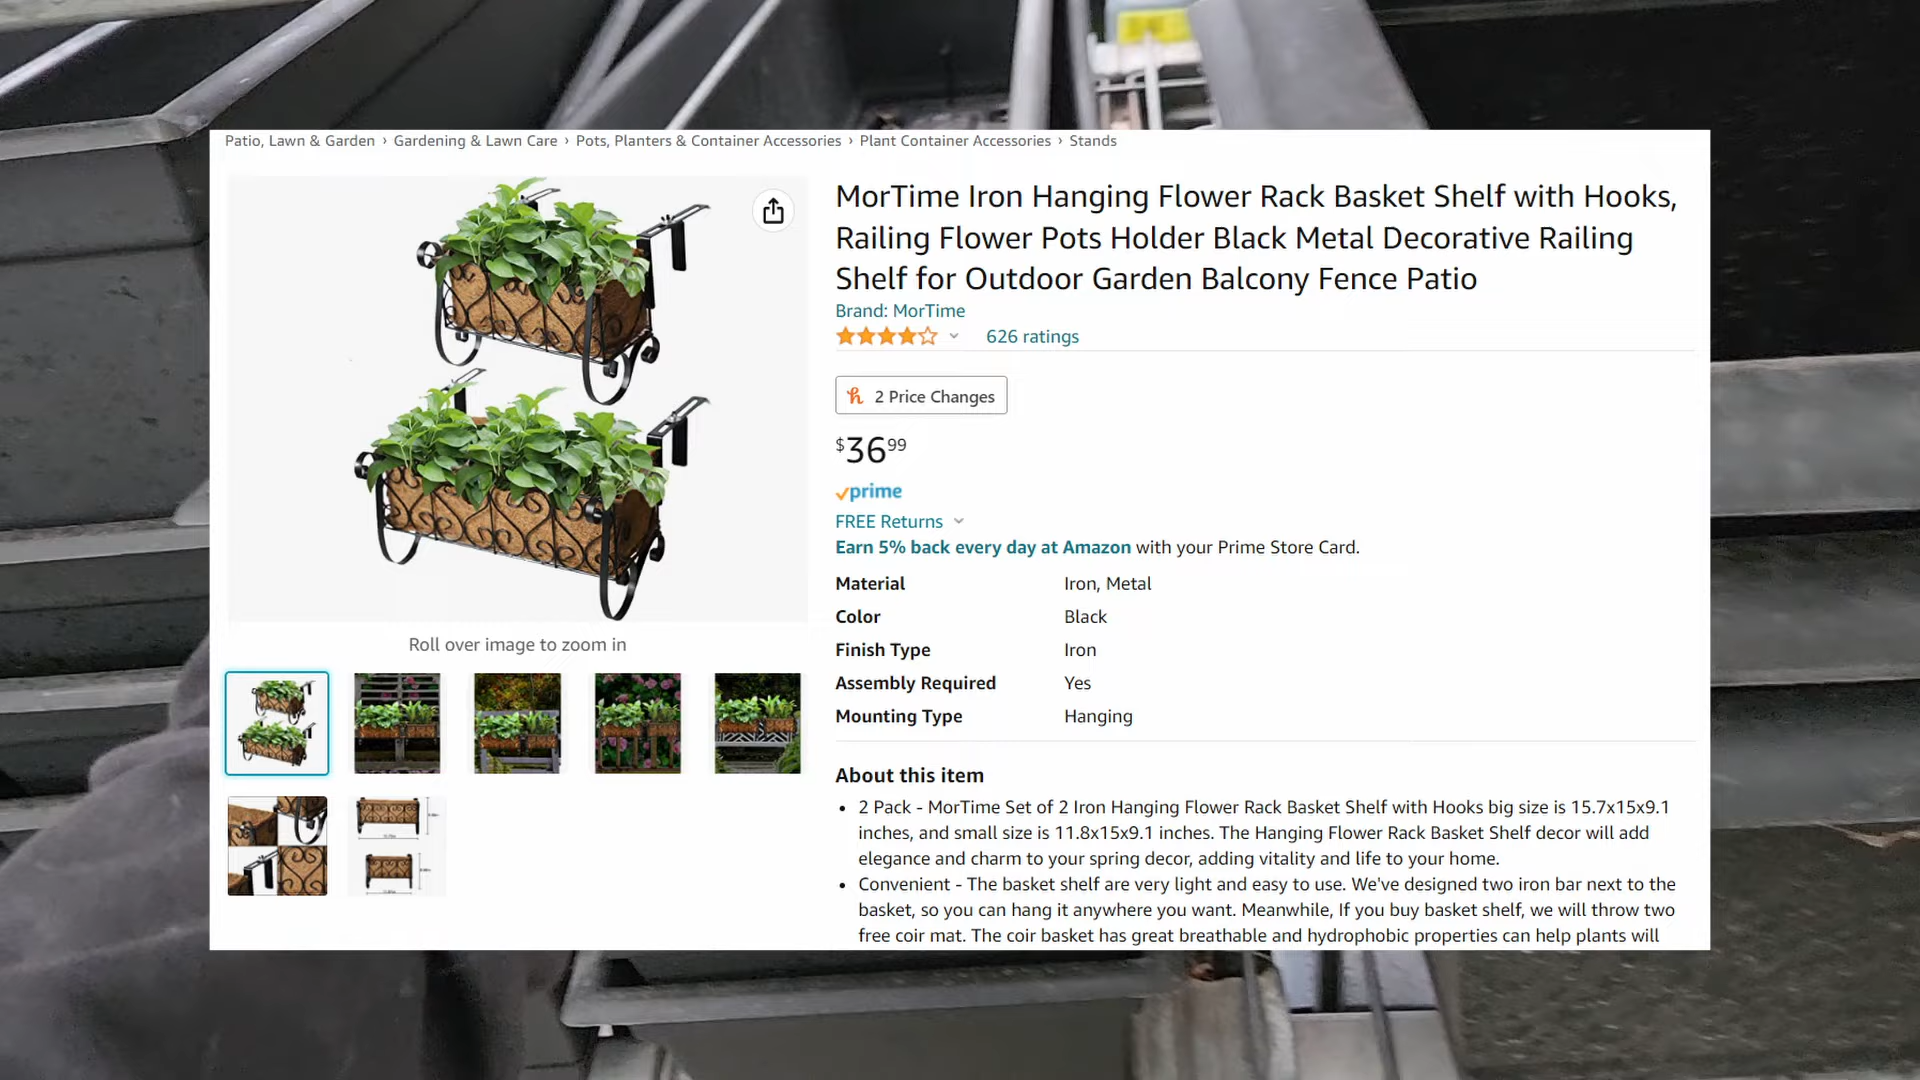 Patio, Lawn & Garden › Gardening & Lawn Care › Pots, Planters & Container Accessories › Plant Container Accessories › Stands
MorTime Iron Hanging Flower Rack Basket Shelf with Hooks,
Railing Flower Pots Holder Black Metal Decorative Railing
Shelf for Outdoor Garden Balcony Fence Patio
Brand: MorTime
626 ratings
2 Price Changes
$3699
prime
FREE Returns
Earn 5% back every day at Amazon with your Prime Store Card.
Material Iron, Metal
Color Black
Finish Type Iron
Assembly Required Yes
Mounting Type Hanging
Roll over image to zoom in
About this item
• 2 Pack - MorTime Set of 2 Iron Hanging Flower Rack Basket Shelf with Hooks big size is 15.7x15x9.1
inches, and small size is 11.8x15x9.1 inches. The Hanging Flower Rack Basket Shelf decor will add
elegance and charm to your spring decor, adding vitality and life to your home.
• Convenient - The basket shelf are very light and easy to use. We've designed two iron bar next to the
basket, so you can hang it anywhere you want. Meanwhile, If you buy basket shelf, we will throw two
free coir mat. The coir basket has great breathable and hydrophobic properties can help plants will